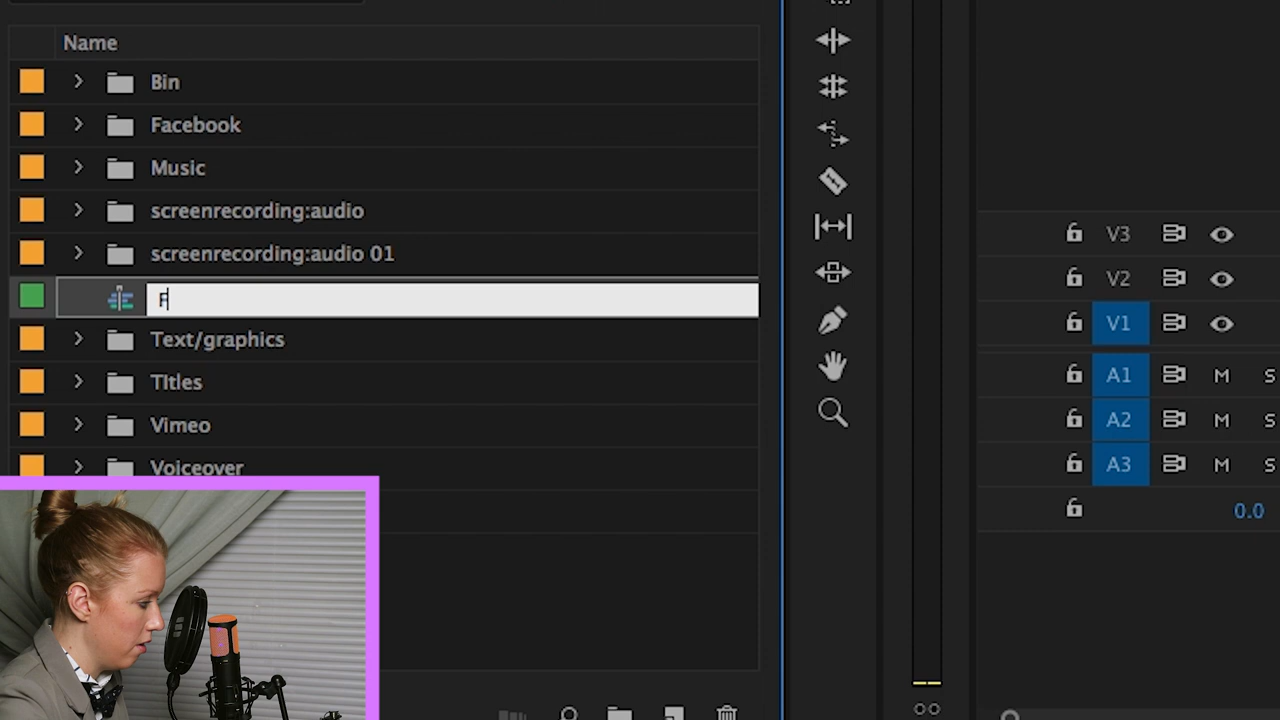 Name
Bin
Facebook
Music
screenrecording:audio
screenrecording:audio 01
F
Text/graphics
TItles
Vimeo
Voiceover
V3
V2
V1
A1 M S
A2 M S
A3 M S
0.0